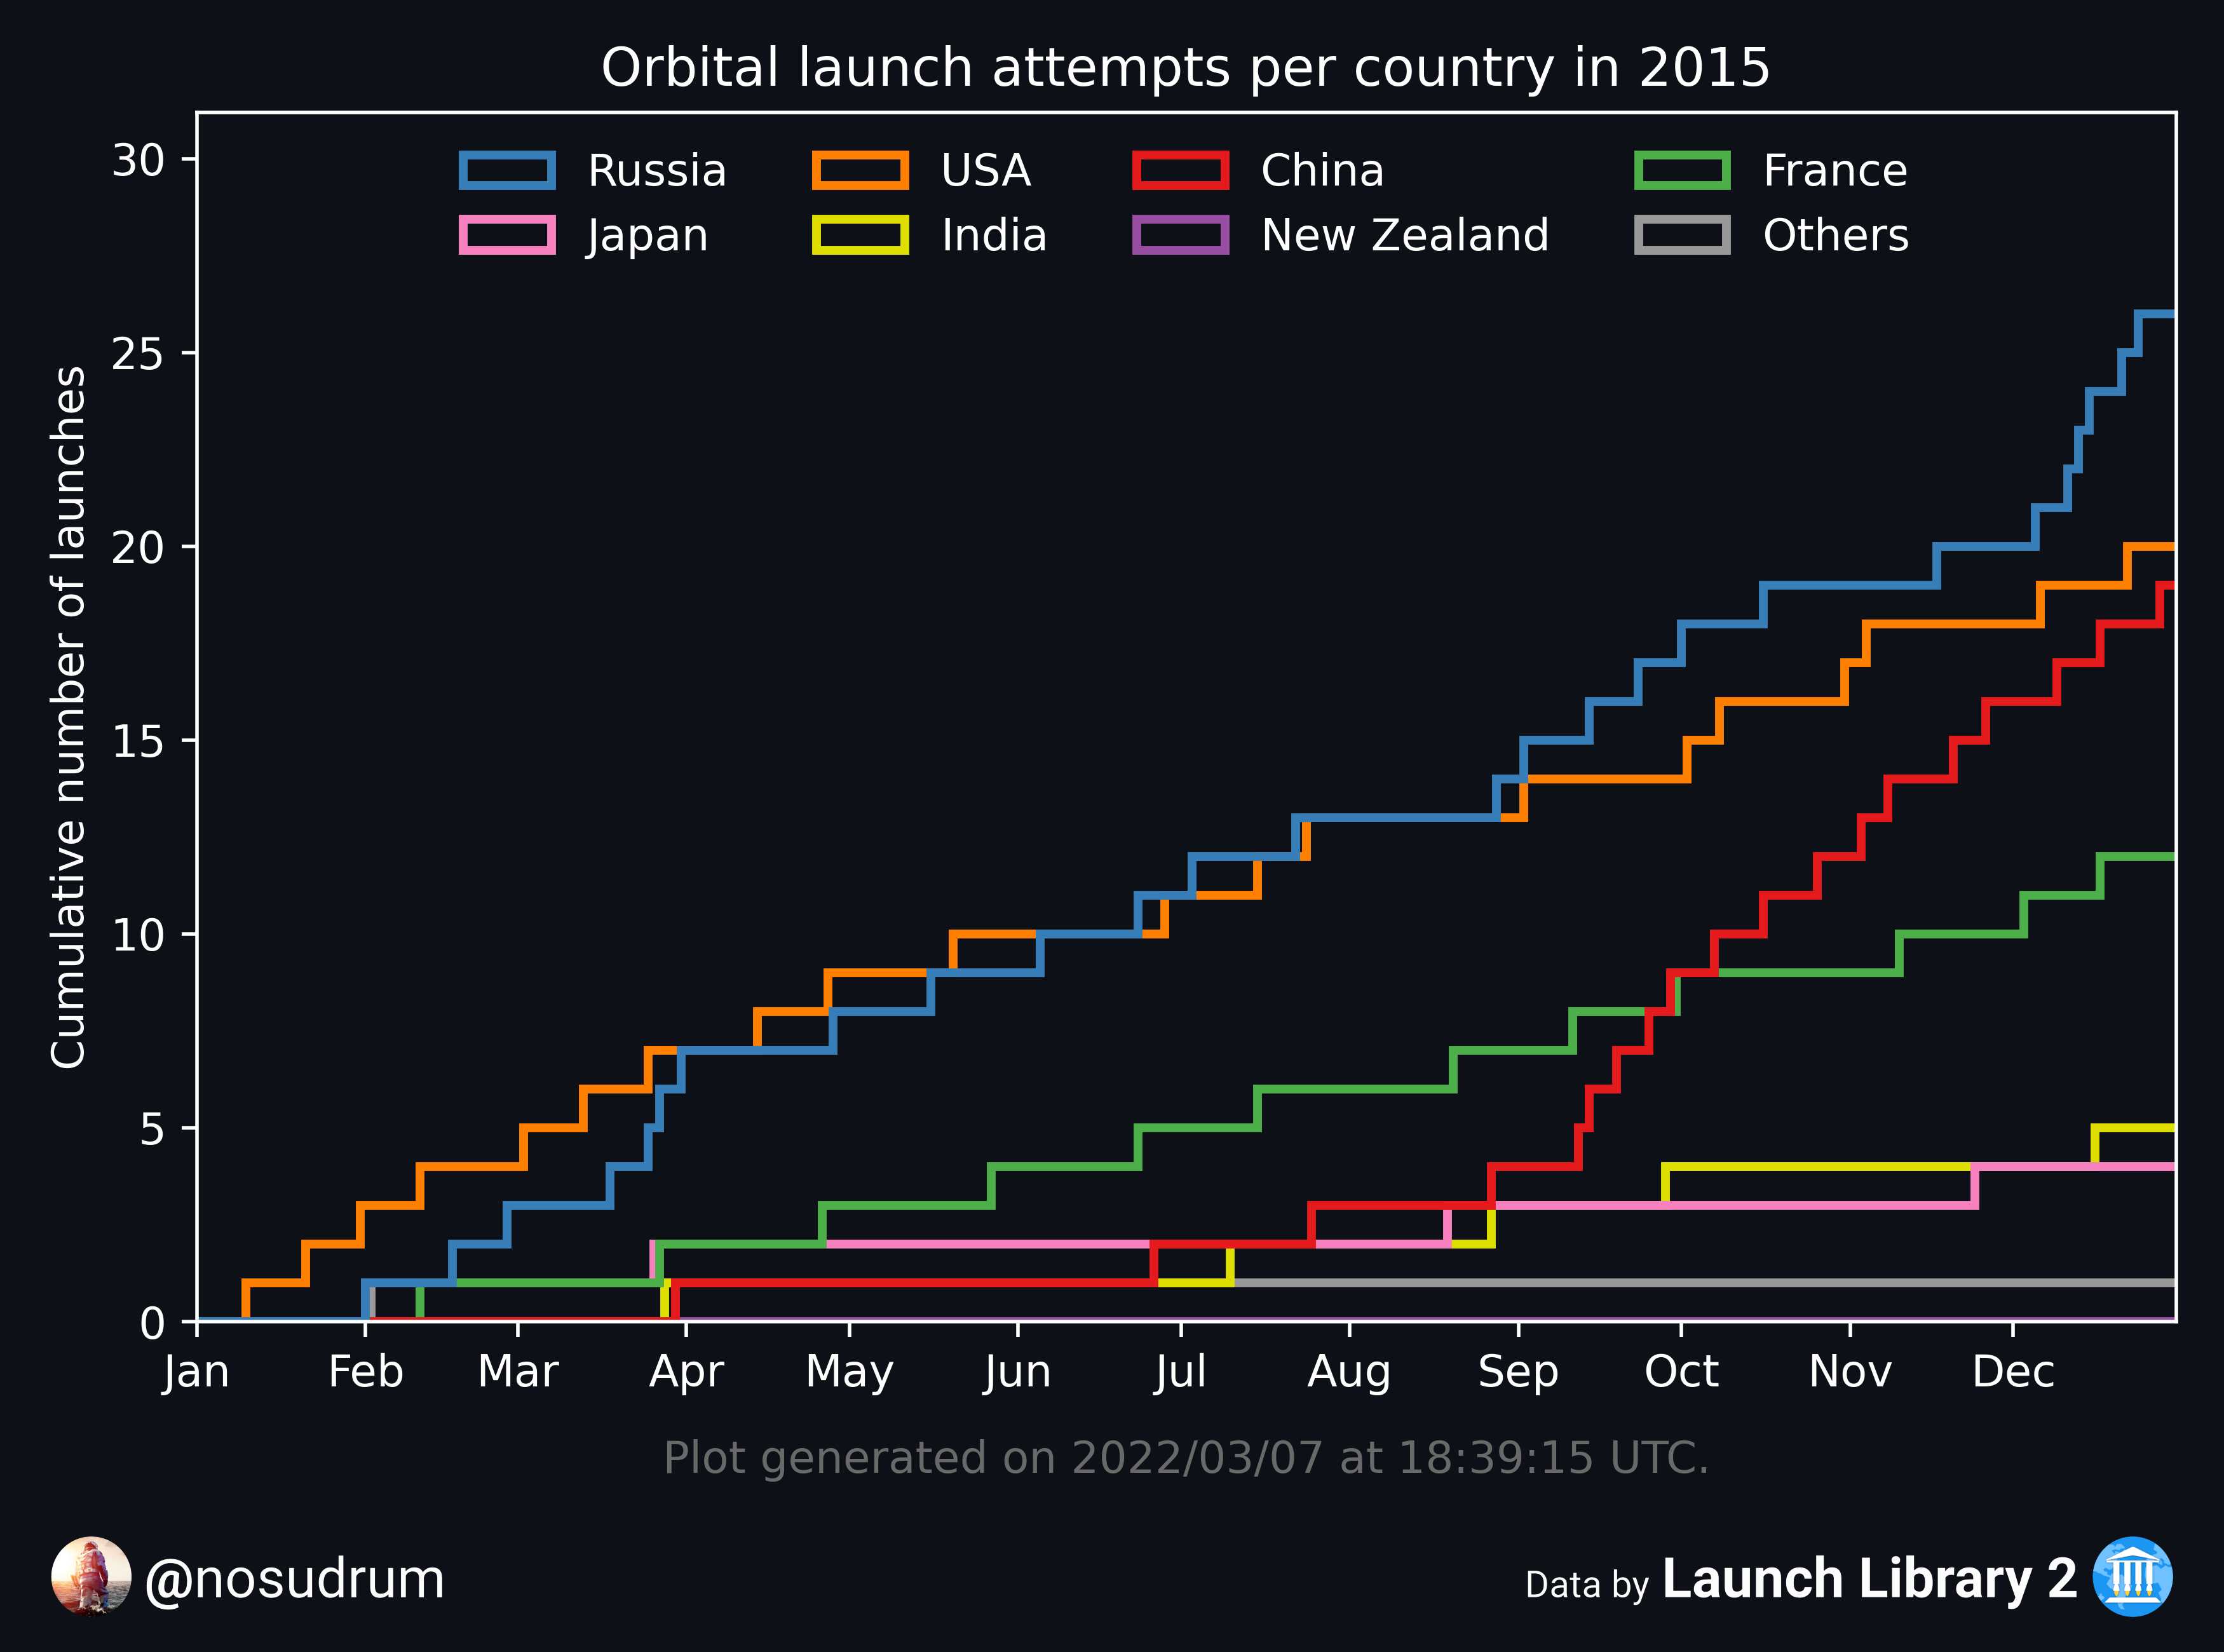 Orbital launch attempts per country in 2015
Russia USA China France
Japan India New Zealand Others
Cumulative number of launches
30
25
20
15
10
5
0
Jan Feb Mar Apr May Jun Jul Aug Sep Oct Nov Dec
Plot generated on 2022/03/07 at 18:39:15 UTC.
@nosudrum
Data by Launch Library 2